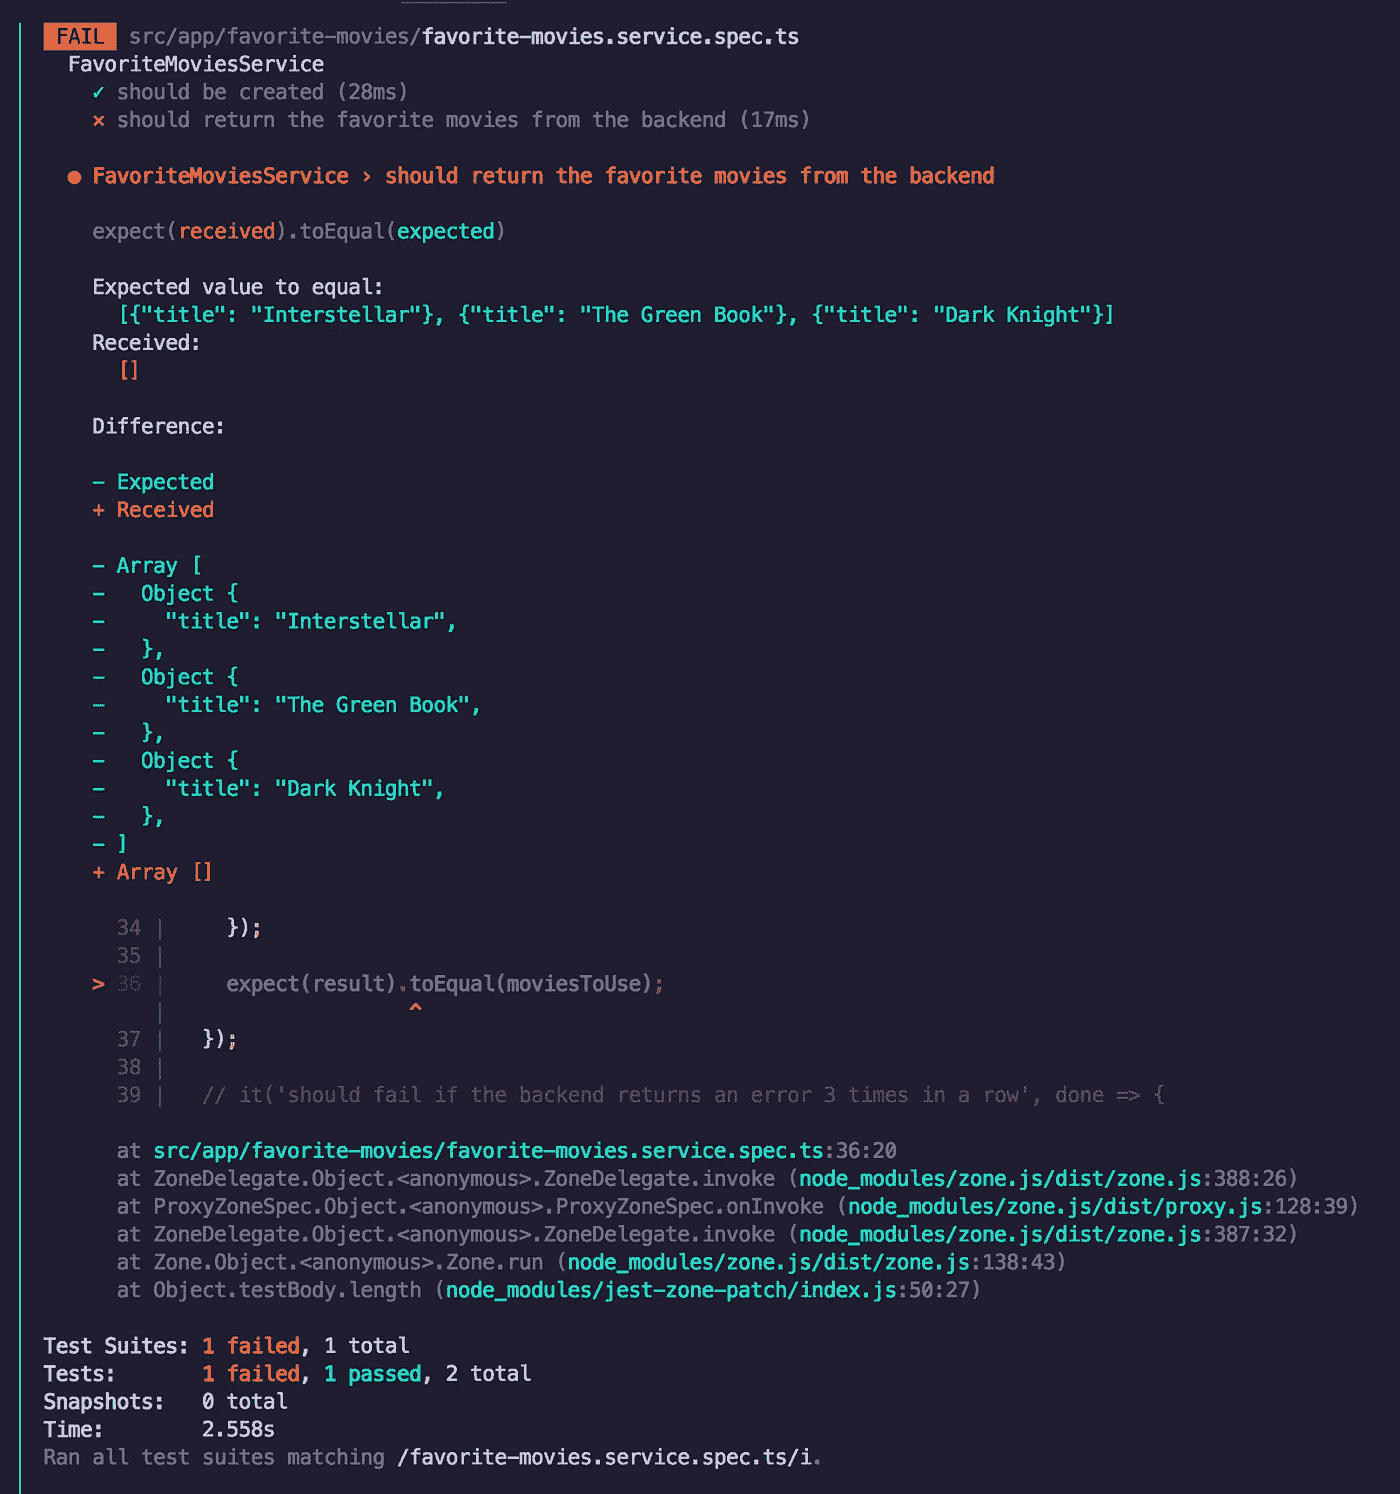 FAIL src/app/favorite-movies/favorite-movies.service.spec.ts
FavoriteMoviesService
✓ should be created (28ms)
✕ should return the favorite movies from the backend (17ms)
● FavoriteMoviesService › should return the favorite movies from the backend
expect(received).toEqual(expected)
Expected value to equal:
[{"title": "Interstellar"}, {"title": "The Green Book"}, {"title": "Dark Knight"}]
Received:
[]
Difference:
- Expected
+ Received
- Array [
-   Object {
-     "title": "Interstellar",
-   },
-   Object {
-     "title": "The Green Book",
-   },
-   Object {
-     "title": "Dark Knight",
-   },
- ]
+ Array []
34 |     });
35 |
> 36 |     expect(result).toEqual(moviesToUse);
|                    ^
37 |   });
38 |
39 |   // it('should fail if the backend returns an error 3 times in a row', done => {
at src/app/favorite-movies/favorite-movies.service.spec.ts:36:20
at ZoneDelegate.Object.<anonymous>.ZoneDelegate.invoke (node_modules/zone.js/dist/zone.js:388:26)
at ProxyZoneSpec.Object.<anonymous>.ProxyZoneSpec.onInvoke (node_modules/zone.js/dist/proxy.js:128:39)
at ZoneDelegate.Object.<anonymous>.ZoneDelegate.invoke (node_modules/zone.js/dist/zone.js:387:32)
at Zone.Object.<anonymous>.Zone.run (node_modules/zone.js/dist/zone.js:138:43)
at Object.testBody.length (node_modules/jest-zone-patch/index.js:50:27)
Test Suites: 1 failed, 1 total
Tests:       1 failed, 1 passed, 2 total
Snapshots:   0 total
Time:        2.558s
Ran all test suites matching /favorite-movies.service.spec.ts/i.